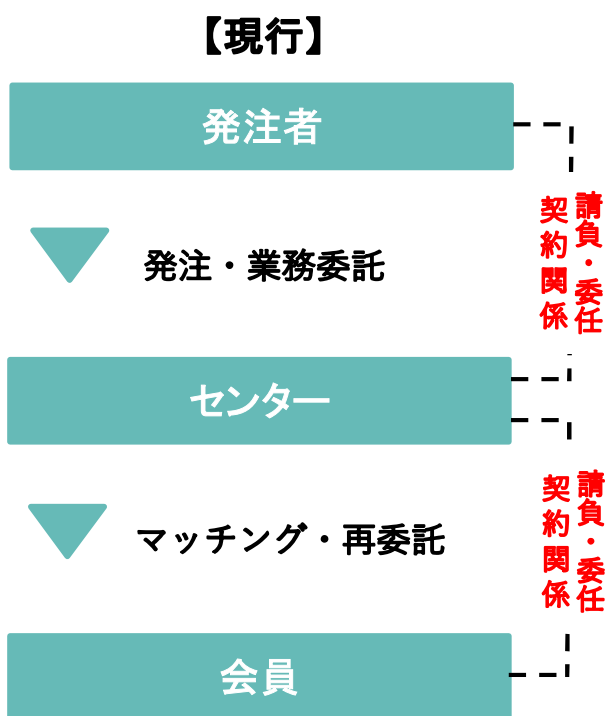 【現行】
発注者
発注・業務委託
請負・委任
契約関係
センター
マッチング・再委託
請負・委任
契約関係
会員